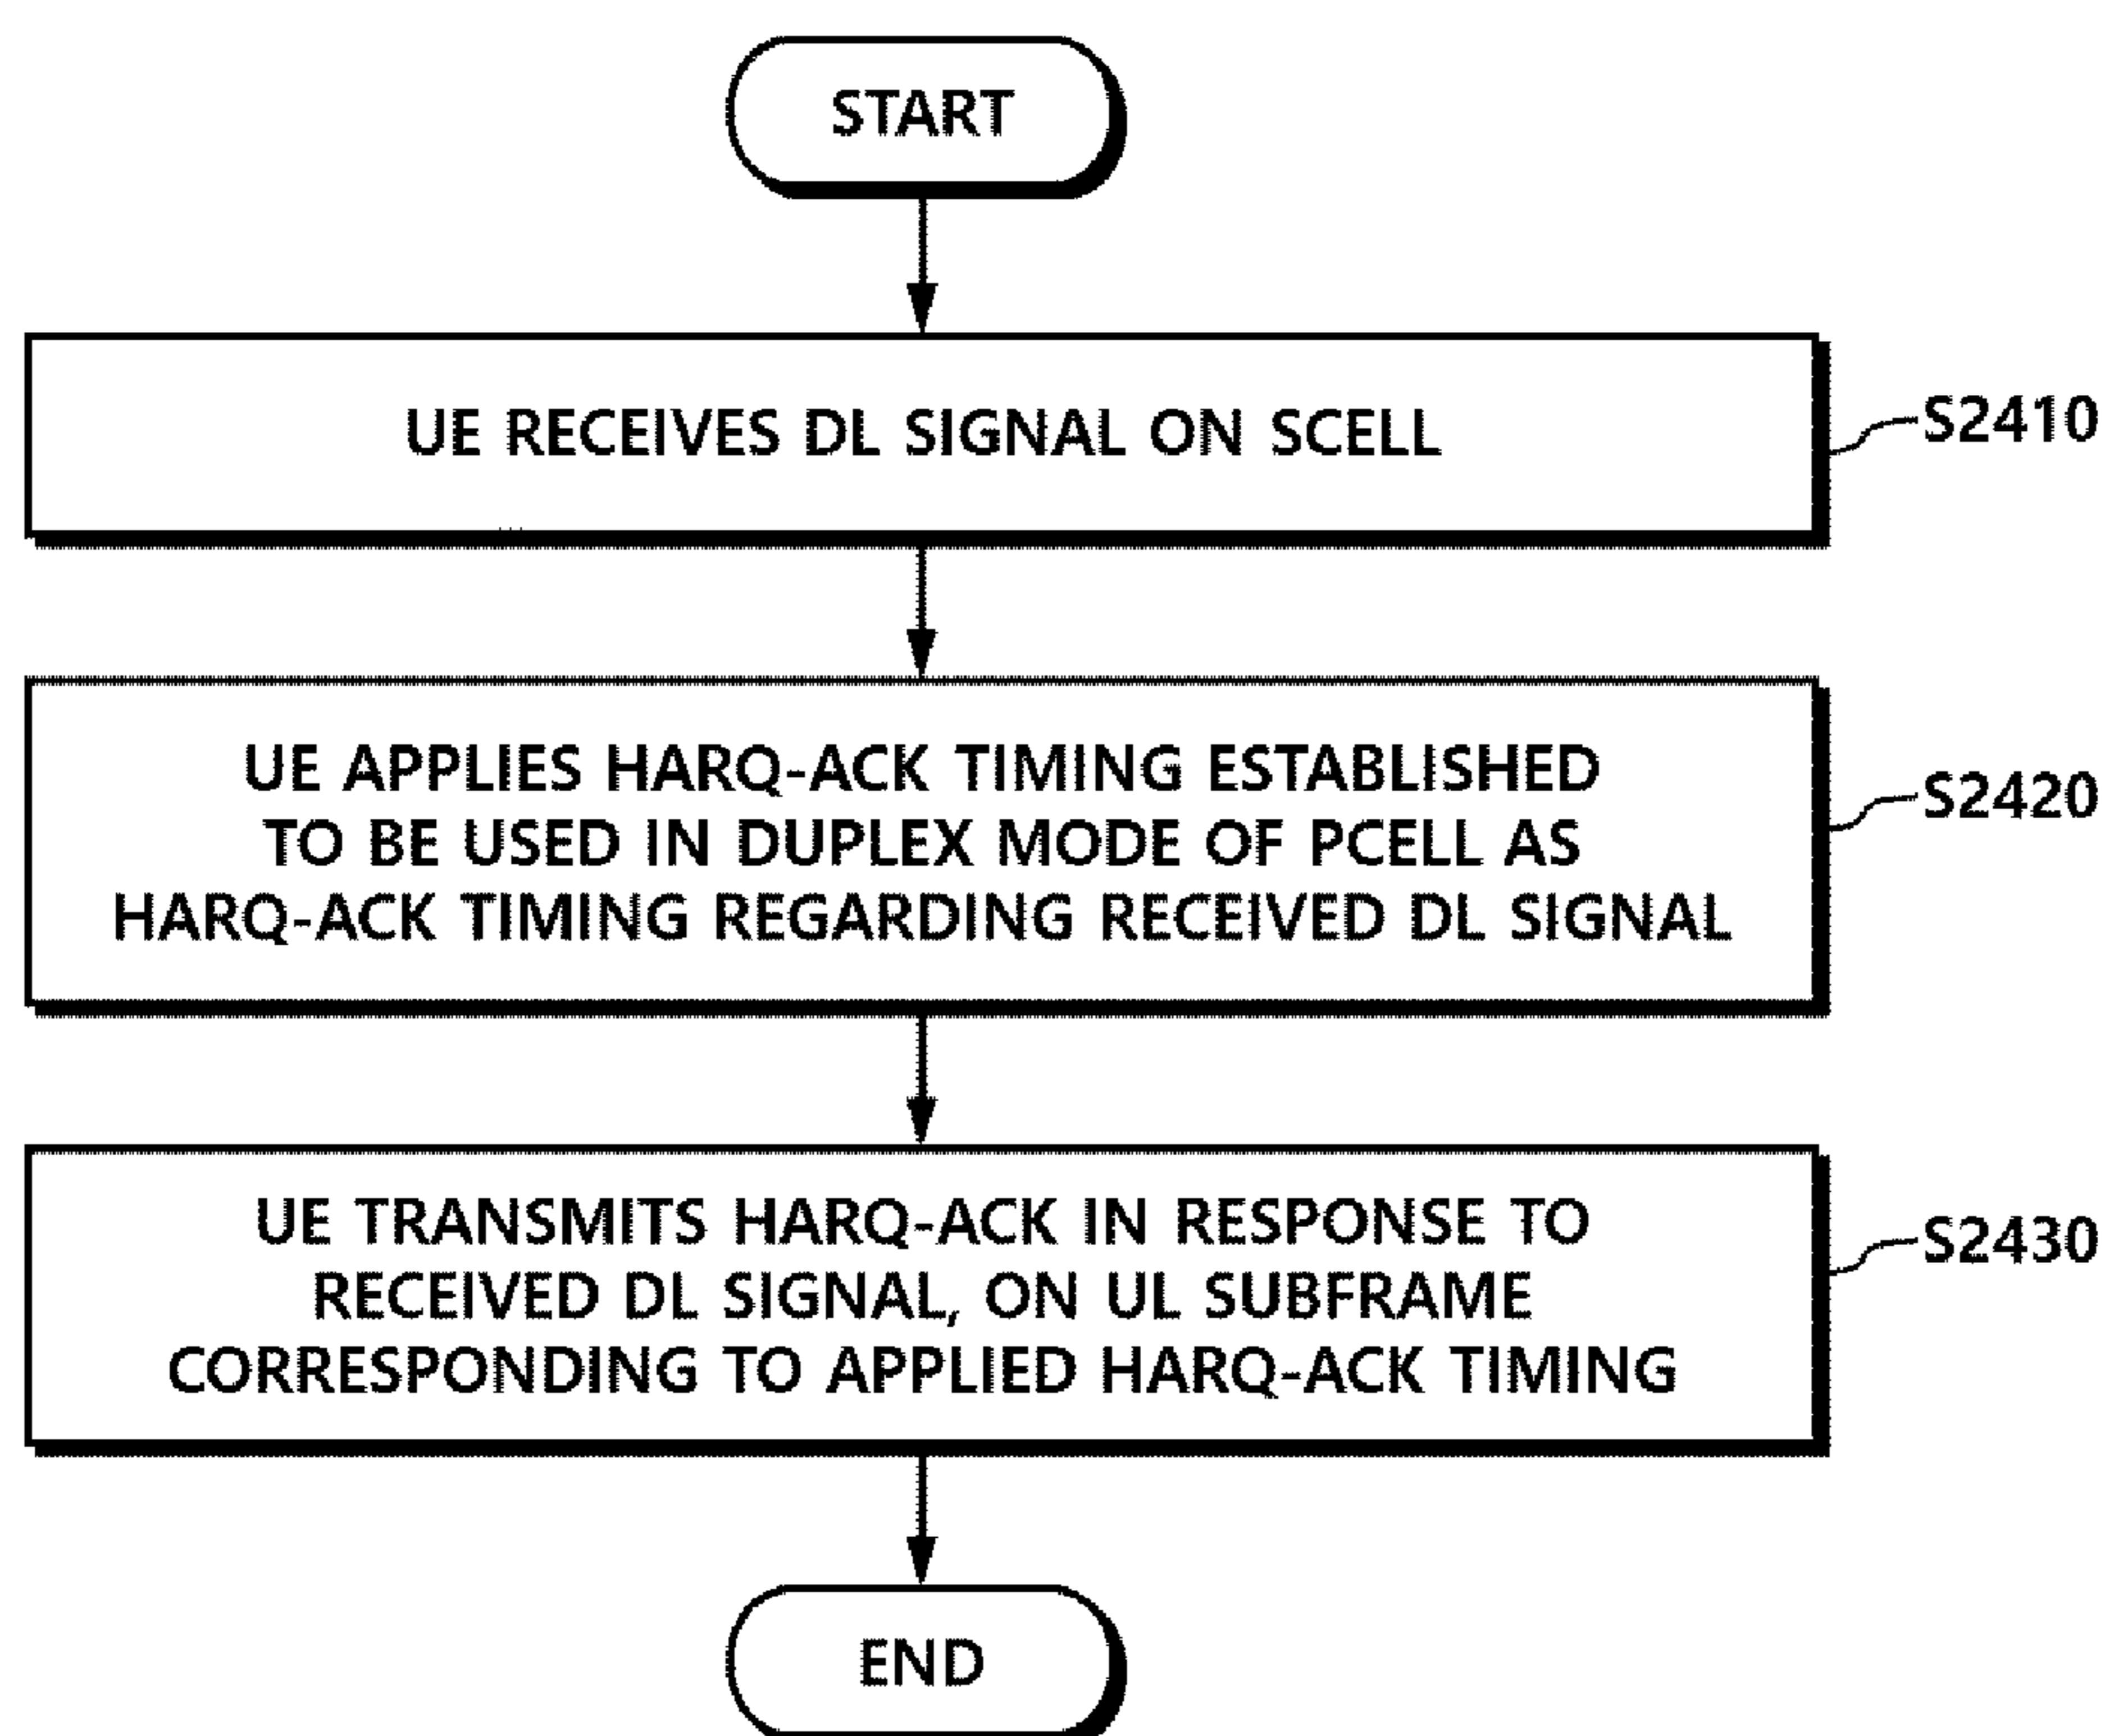 START
UE RECEIVES DL SIGNAL ON SCELL
S2410
UE APPLIES HARQ-ACK TIMING ESTABLISHED
TO BE USED IN DUPLEX MODE OF PCELL AS
HARQ-ACK TIMING REGARDING RECEIVED DL SIGNAL
S2420
UE TRANSMITS HARQ-ACK IN RESPONSE TO
RECEIVED DL SIGNAL, ON UL SUBFRAME
CORRESPONDING TO APPLIED HARQ-ACK TIMING
S2430
END